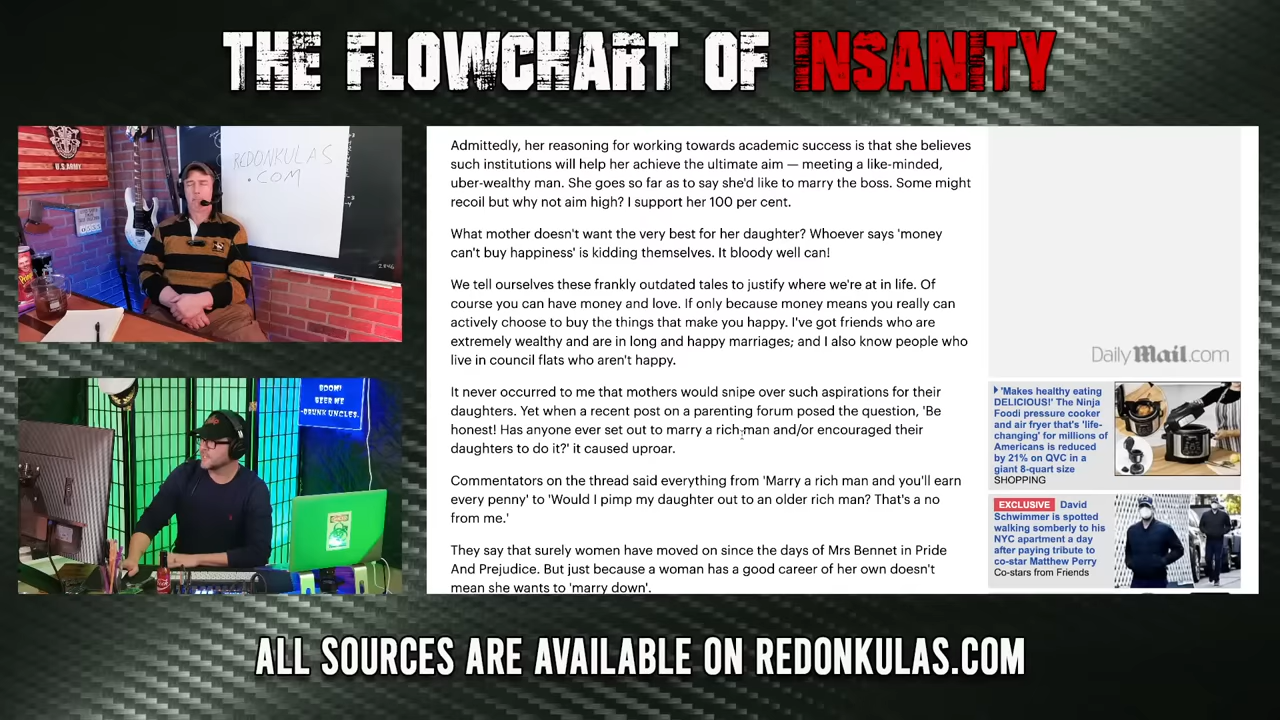 THE FLOWCHART OF INSANITY
U.S. ARMY
REDONKULAS
.COM
BOOM!
BEER ME
-DRUNK UNCLES.
Admittedly, her reasoning for working towards academic success is that she believes
such institutions will help her achieve the ultimate aim — meeting a like-minded,
uber-wealthy man. She goes so far as to say she'd like to marry the boss. Some might
recoil but why not aim high? I support her 100 per cent.
What mother doesn't want the very best for her daughter? Whoever says 'money
can't buy happiness' is kidding themselves. It bloody well can!
We tell ourselves these frankly outdated tales to justify where we're at in life. Of
course you can have money and love. If only because money means you really can
actively choose to buy the things that make you happy. I've got friends who are
extremely wealthy and are in long and happy marriages; and I also know people who
live in council flats who aren't happy.
It never occurred to me that mothers would snipe over such aspirations for their
daughters. Yet when a recent post on a parenting forum posed the question, 'Be
honest! Has anyone ever set out to marry a rich man and/or encouraged their
daughters to do it?' it caused uproar.
Commentators on the thread said everything from 'Marry a rich man and you'll earn
every penny' to 'Would I pimp my daughter out to an older rich man? That's a no
from me.'
They say that surely women have moved on since the days of Mrs Bennet in Pride
And Prejudice. But just because a woman has a good career of her own doesn't
mean she wants to 'marry down'.
DailyMail.com
'Makes healthy eating
DELICIOUS!' The Ninja
Foodi pressure cooker
and air fryer that's 'life-
changing' for millions of
Americans is reduced
by 21% on QVC in a
giant 8-quart size
SHOPPING
EXCLUSIVE David
Schwimmer is spotted
walking somberly to his
NYC apartment a day
after paying tribute to
co-star Matthew Perry
Co-stars from Friends
ALL SOURCES ARE AVAILABLE ON REDONKULAS.COM